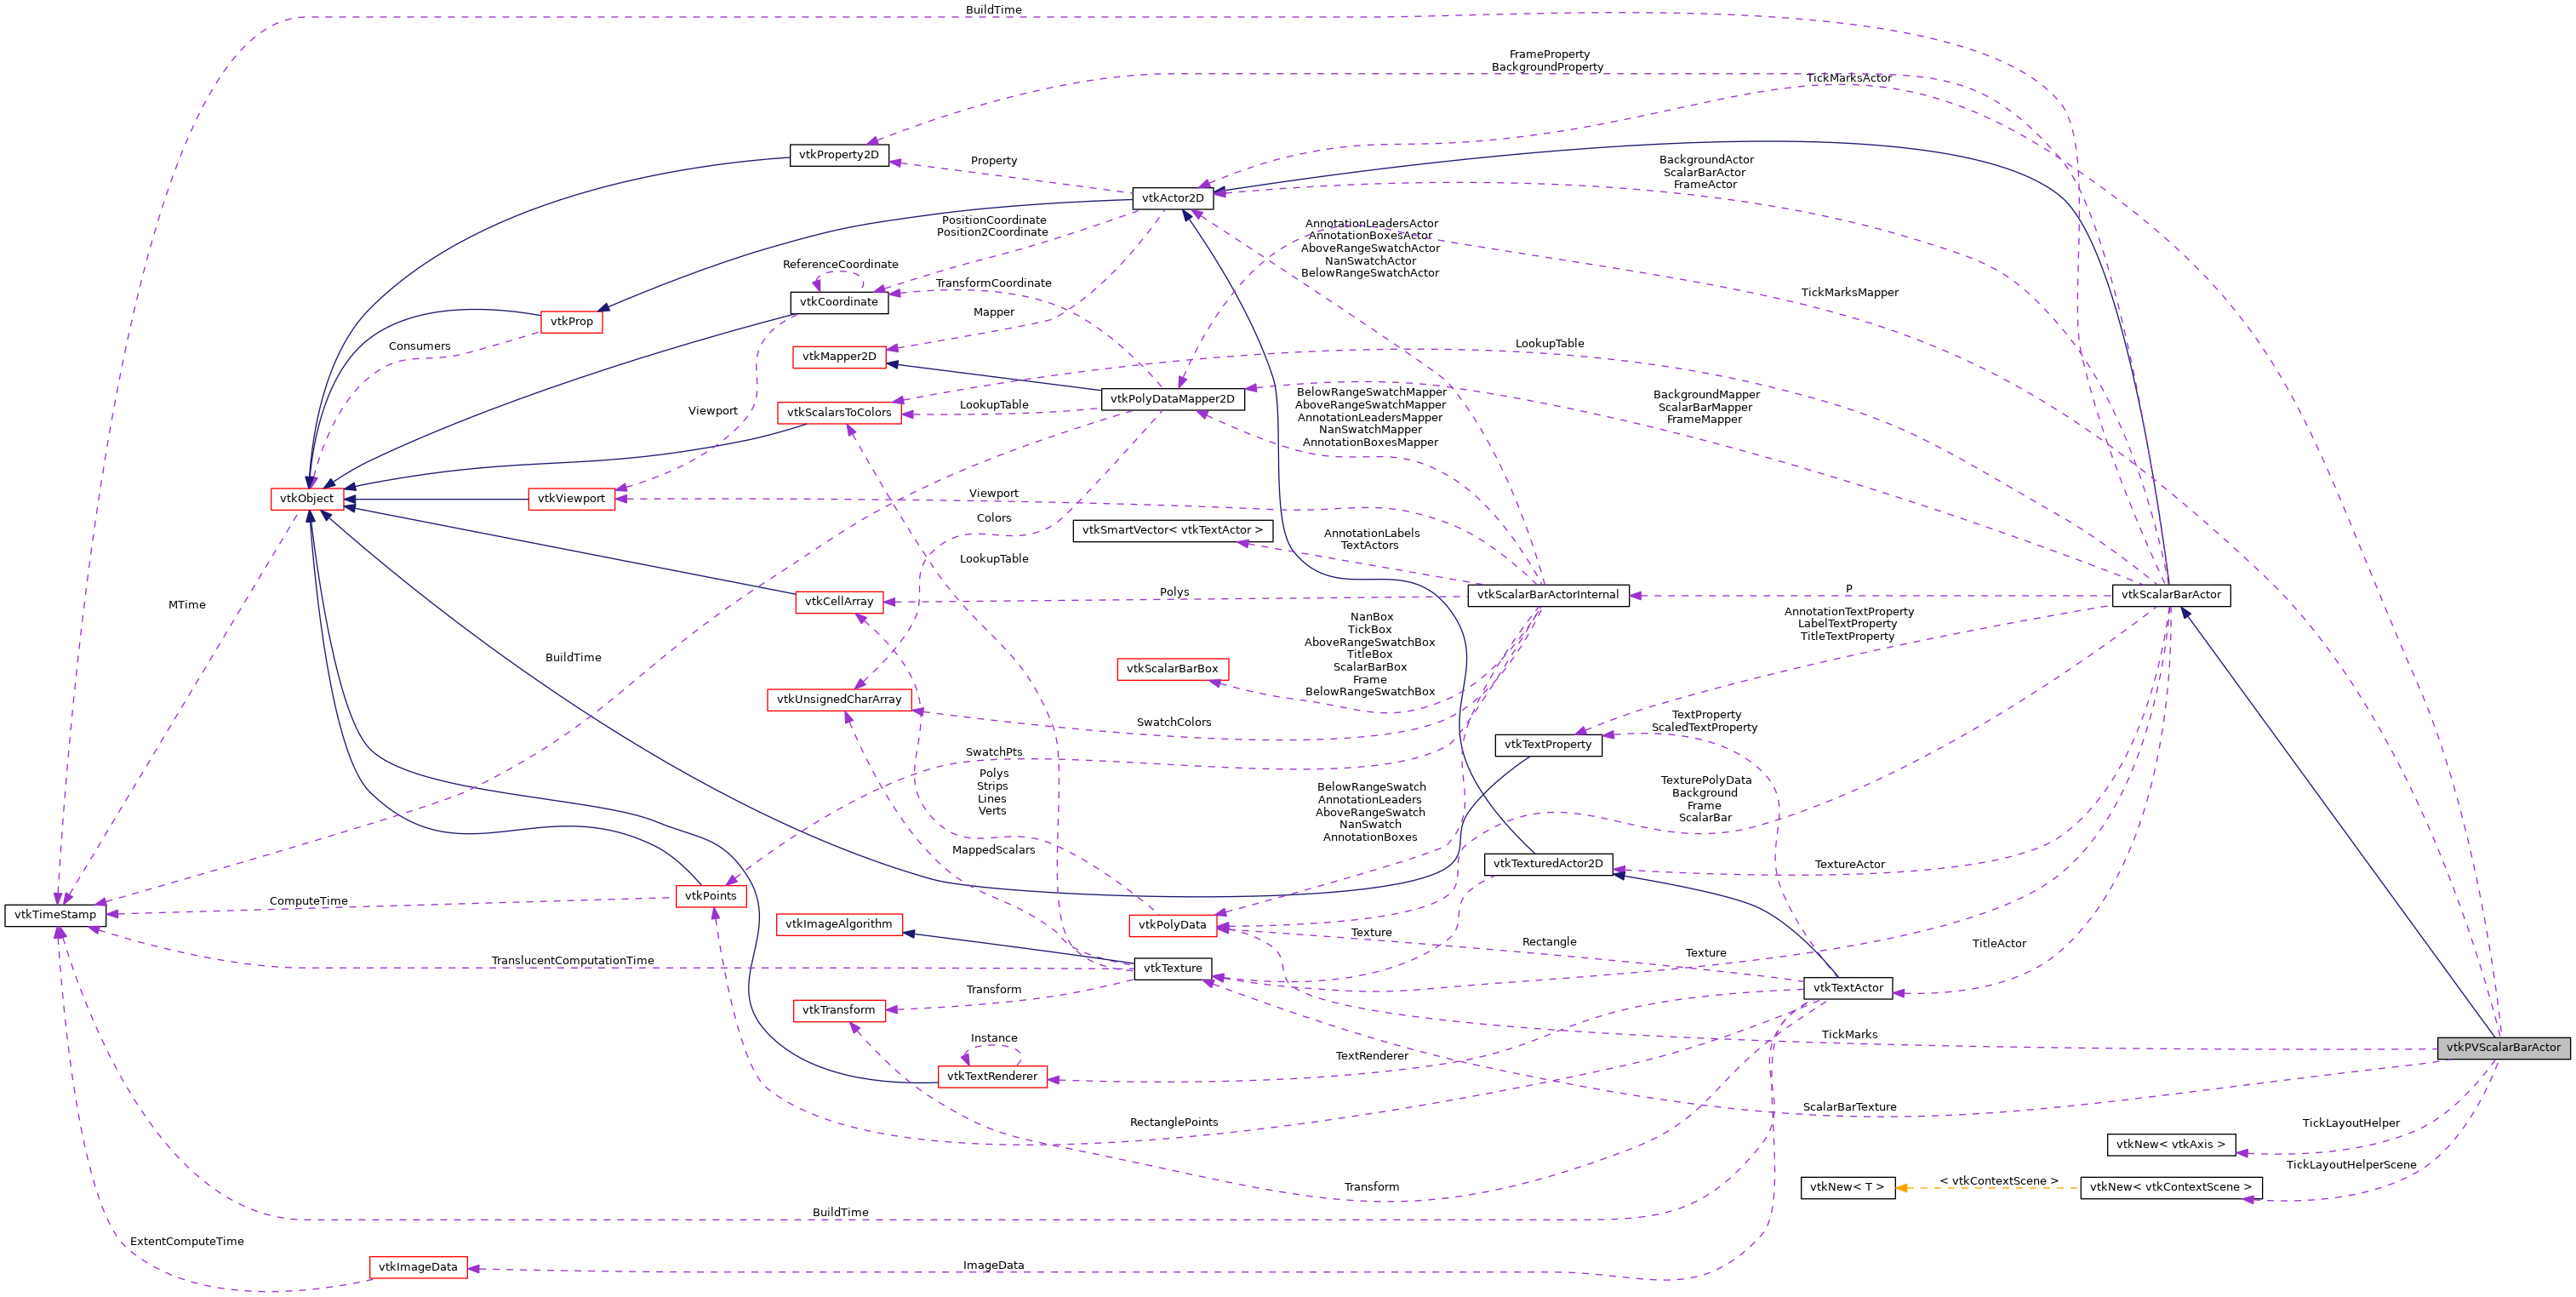 BuildTime
FrameProperty
BackgroundProperty
TickMarksActor
vtkProperty2D
Property
BackgroundActor
ScalarBarActor
FrameActor
vtkActor2D
PositionCoordinate
Position2Coordinate
AnnotationLeadersActor
AnnotationBoxesActor
AboveRangeSwatchActor
NanSwatchActor
BelowRangeSwatchActor
ReferenceCoordinate
TransformCoordinate
vtkCoordinate
TickMarksMapper
Mapper
vtkProp
Consumers
LookupTable
vtkMapper2D
vtkPolyDataMapper2D
BelowRangeSwatchMapper
AboveRangeSwatchMapper
AnnotationLeadersMapper
NanSwatchMapper
AnnotationBoxesMapper
BackgroundMapper
ScalarBarMapper
FrameMapper
Viewport
vtkScalarsToColors
LookupTable
vtkObject
vtkViewport
Viewport
Colors
vtkSmartVector< vtkTextActor >
AnnotationLabels
TextActors
LookupTable
MTime
vtkCellArray
Polys
vtkScalarBarActorInternal
P
vtkScalarBarActor
AnnotationTextProperty
LabelTextProperty
TitleTextProperty
NanBox
TickBox
AboveRangeSwatchBox
TitleBox
ScalarBarBox
Frame
BelowRangeSwatchBox
BuildTime
vtkScalarBarBox
vtkUnsignedCharArray
SwatchColors
TextProperty
ScaledTextProperty
vtkTextProperty
SwatchPts
Polys
Strips
Lines
Verts
BelowRangeSwatch
AnnotationLeaders
AboveRangeSwatch
NanSwatch
AnnotationBoxes
TexturePolyData
Background
Frame
ScalarBar
MappedScalars
vtkTexturedActor2D
TextureActor
vtkPoints
ComputeTime
vtkTimeStamp
vtkImageAlgorithm
vtkPolyData
Texture
Rectangle
Texture
TitleActor
TranslucentComputationTime
vtkTexture
Transform
vtkTextActor
vtkTransform
TickMarks
Instance
TextRenderer
vtkPVScalarBarActor
vtkTextRenderer
ScalarBarTexture
RectanglePoints
TickLayoutHelper
vtkNew< vtkAxis >
TickLayoutHelperScene
Transform
vtkNew< T >
< vtkContextScene >
vtkNew< vtkContextScene >
BuildTime
ExtentComputeTime
vtkImageData
ImageData